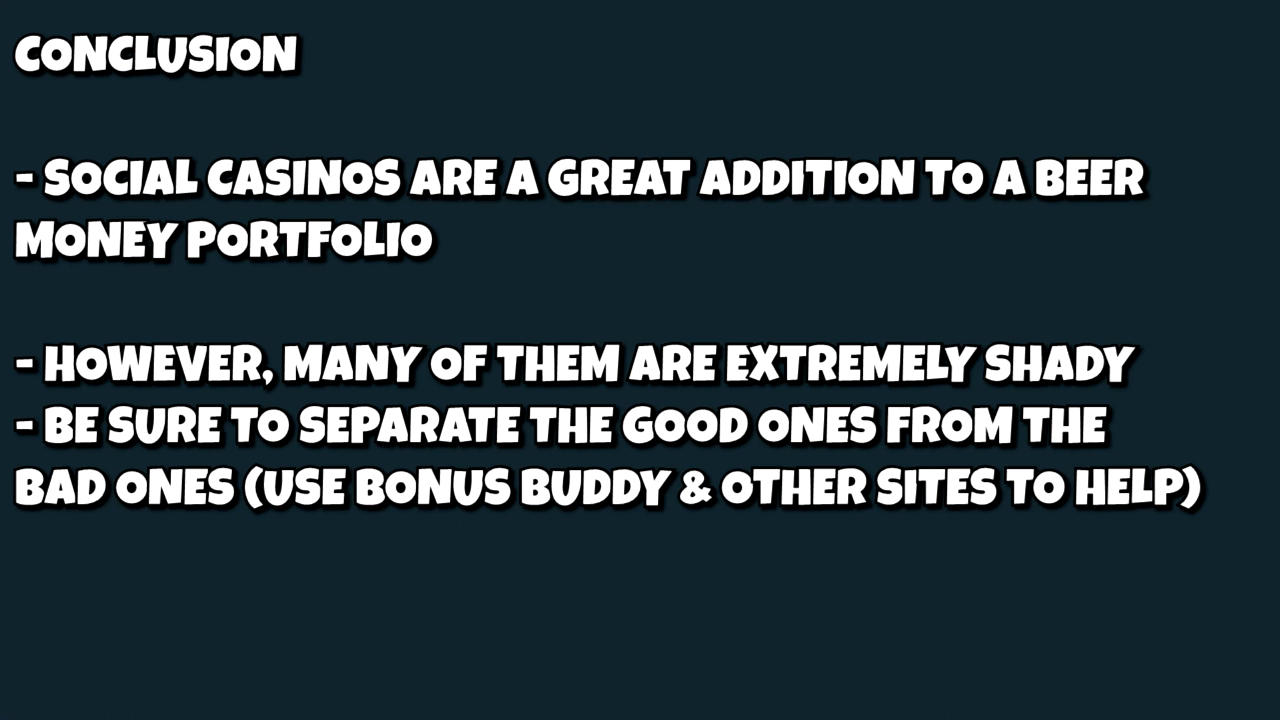 CONCLUSION
- SOCIAL CASINOS ARE A GREAT ADDITION TO A BEER
MONEY PORTFOLIO
- HOWEVER, MANY OF THEM ARE EXTREMELY SHADY
- BE SURE TO SEPARATE THE GOOD ONES FROM THE
BAD ONES (USE BONUS BUDDY & OTHER SITES TO HELP)